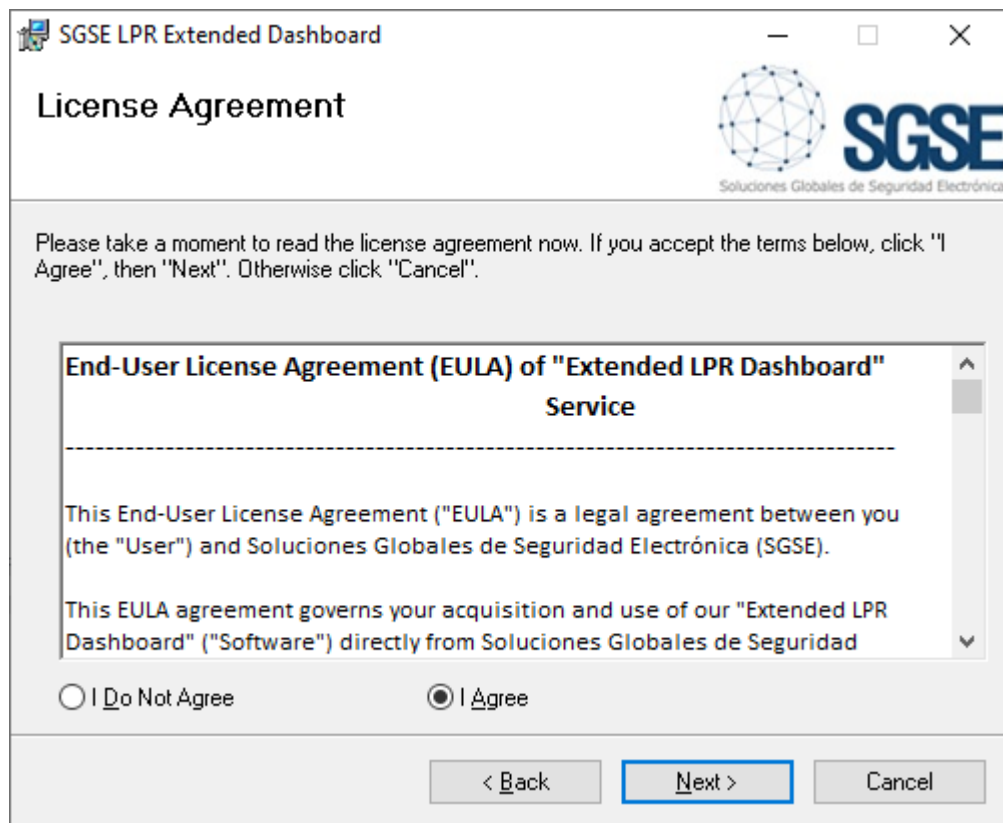 SGSE LPR Extended Dashboard
License Agreement
SGSE
Soluciones Globales de Seguridad Electrónica
Please take a moment to read the license agreement now. If you accept the terms below, click "I
Agree", then "Next". Otherwise click "Cancel".
End-User License Agreement (EULA) of "Extended LPR Dashboard"
Service
-----------------------------------------------------------------------------------
This End-User License Agreement ("EULA") is a legal agreement between you
(the "User") and Soluciones Globales de Seguridad Electrónica (SGSE).
This EULA agreement governs your acquisition and use of our "Extended LPR
Dashboard" ("Software") directly from Soluciones Globales de Seguridad
I Do Not Agree
I Agree
< Back
Next >
Cancel